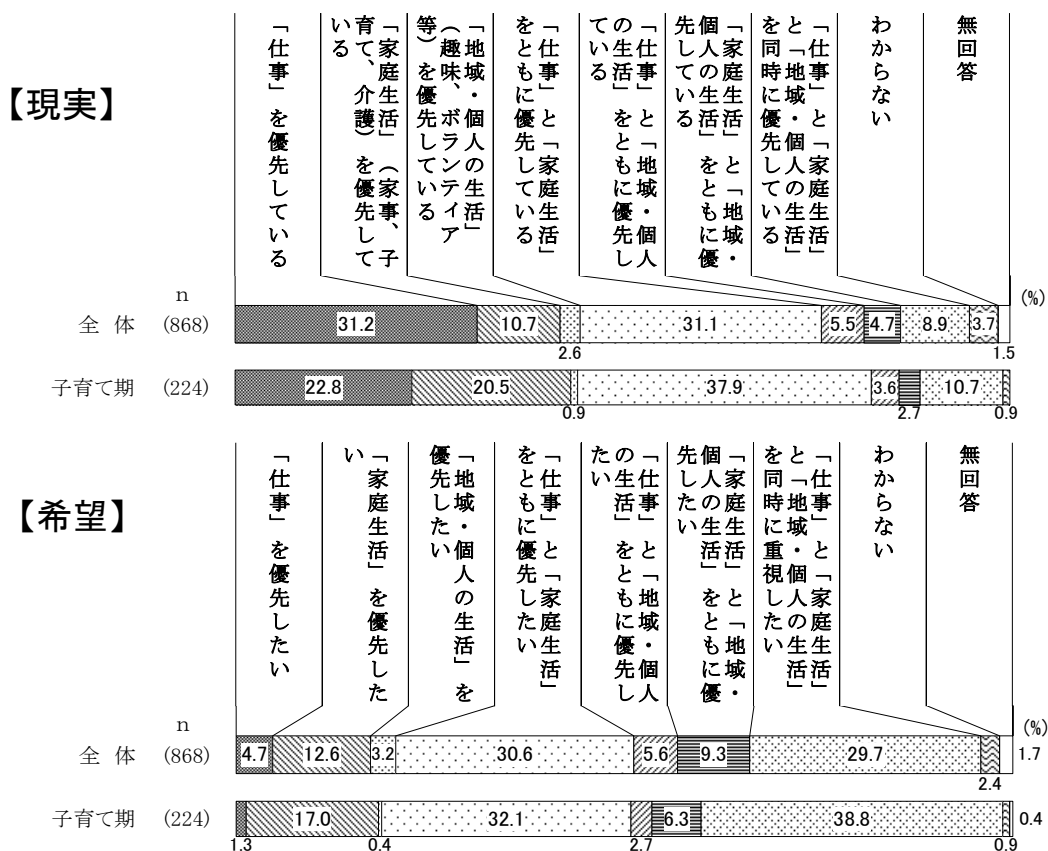 【現実】
「仕事」を優先している
「家庭生活」（家事、子
育て、介護）を優先して
いる
「地域・個人の生活」
（趣味、ボランティア
等）を優先している
「仕事」と「家庭生活」
をともに優先している
「仕事」と「地域・個人
の生活」をともに優先し
ている
「家庭生活」と「地域・
個人の生活」をともに優
先している
「仕事」と「家庭生活」
と「地域・個人の生活」
を同時に優先している
わからない
無回答
n
(%)
全 体 (868)
31.2 10.7 31.1 5.5 4.7 8.9 3.7
2.6 1.5
子育て期 (224)
22.8 20.5 37.9 3.6 10.7
0.9 2.7 0.9
【希望】
「仕事」を優先したい
「家庭生活」を優先した
い
「地域・個人の生活」を
優先したい
「仕事」と「家庭生活」
をともに優先したい
「仕事」と「地域・個人
の生活」をともに優先し
たい
「家庭生活」と「地域・
個人の生活」をともに優
先したい
「仕事」と「家庭生活」
と「地域・個人の生活」
を同時に重視したい
わからない
無回答
n
(%)
全 体 (868)
4.7 12.6 3.2 30.6 5.6 9.3 29.7 1.7
2.4
子育て期 (224)
17.0 32.1 6.3 38.8 0.4
1.3 0.4 2.7 0.9